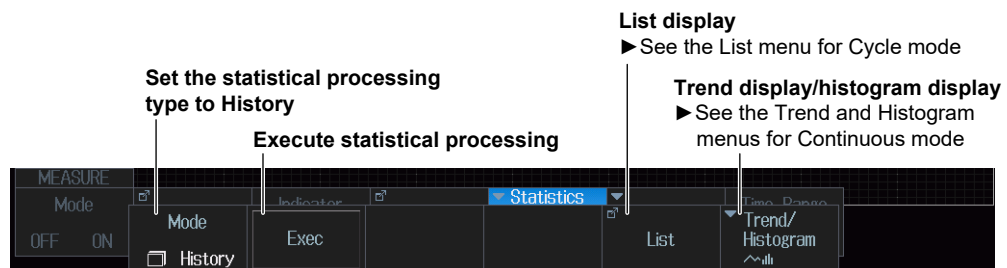 List display
►See the List menu for Cycle mode
Set the statistical processing
type to History
Trend display/histogram display
►See the Trend and Histogram
menus for Continuous mode
Execute statistical processing
MEASURE
Mode
OFF ON
Indicator
Statistics
Time Range
Mode
History
Exec
List
Trend/
Histogram